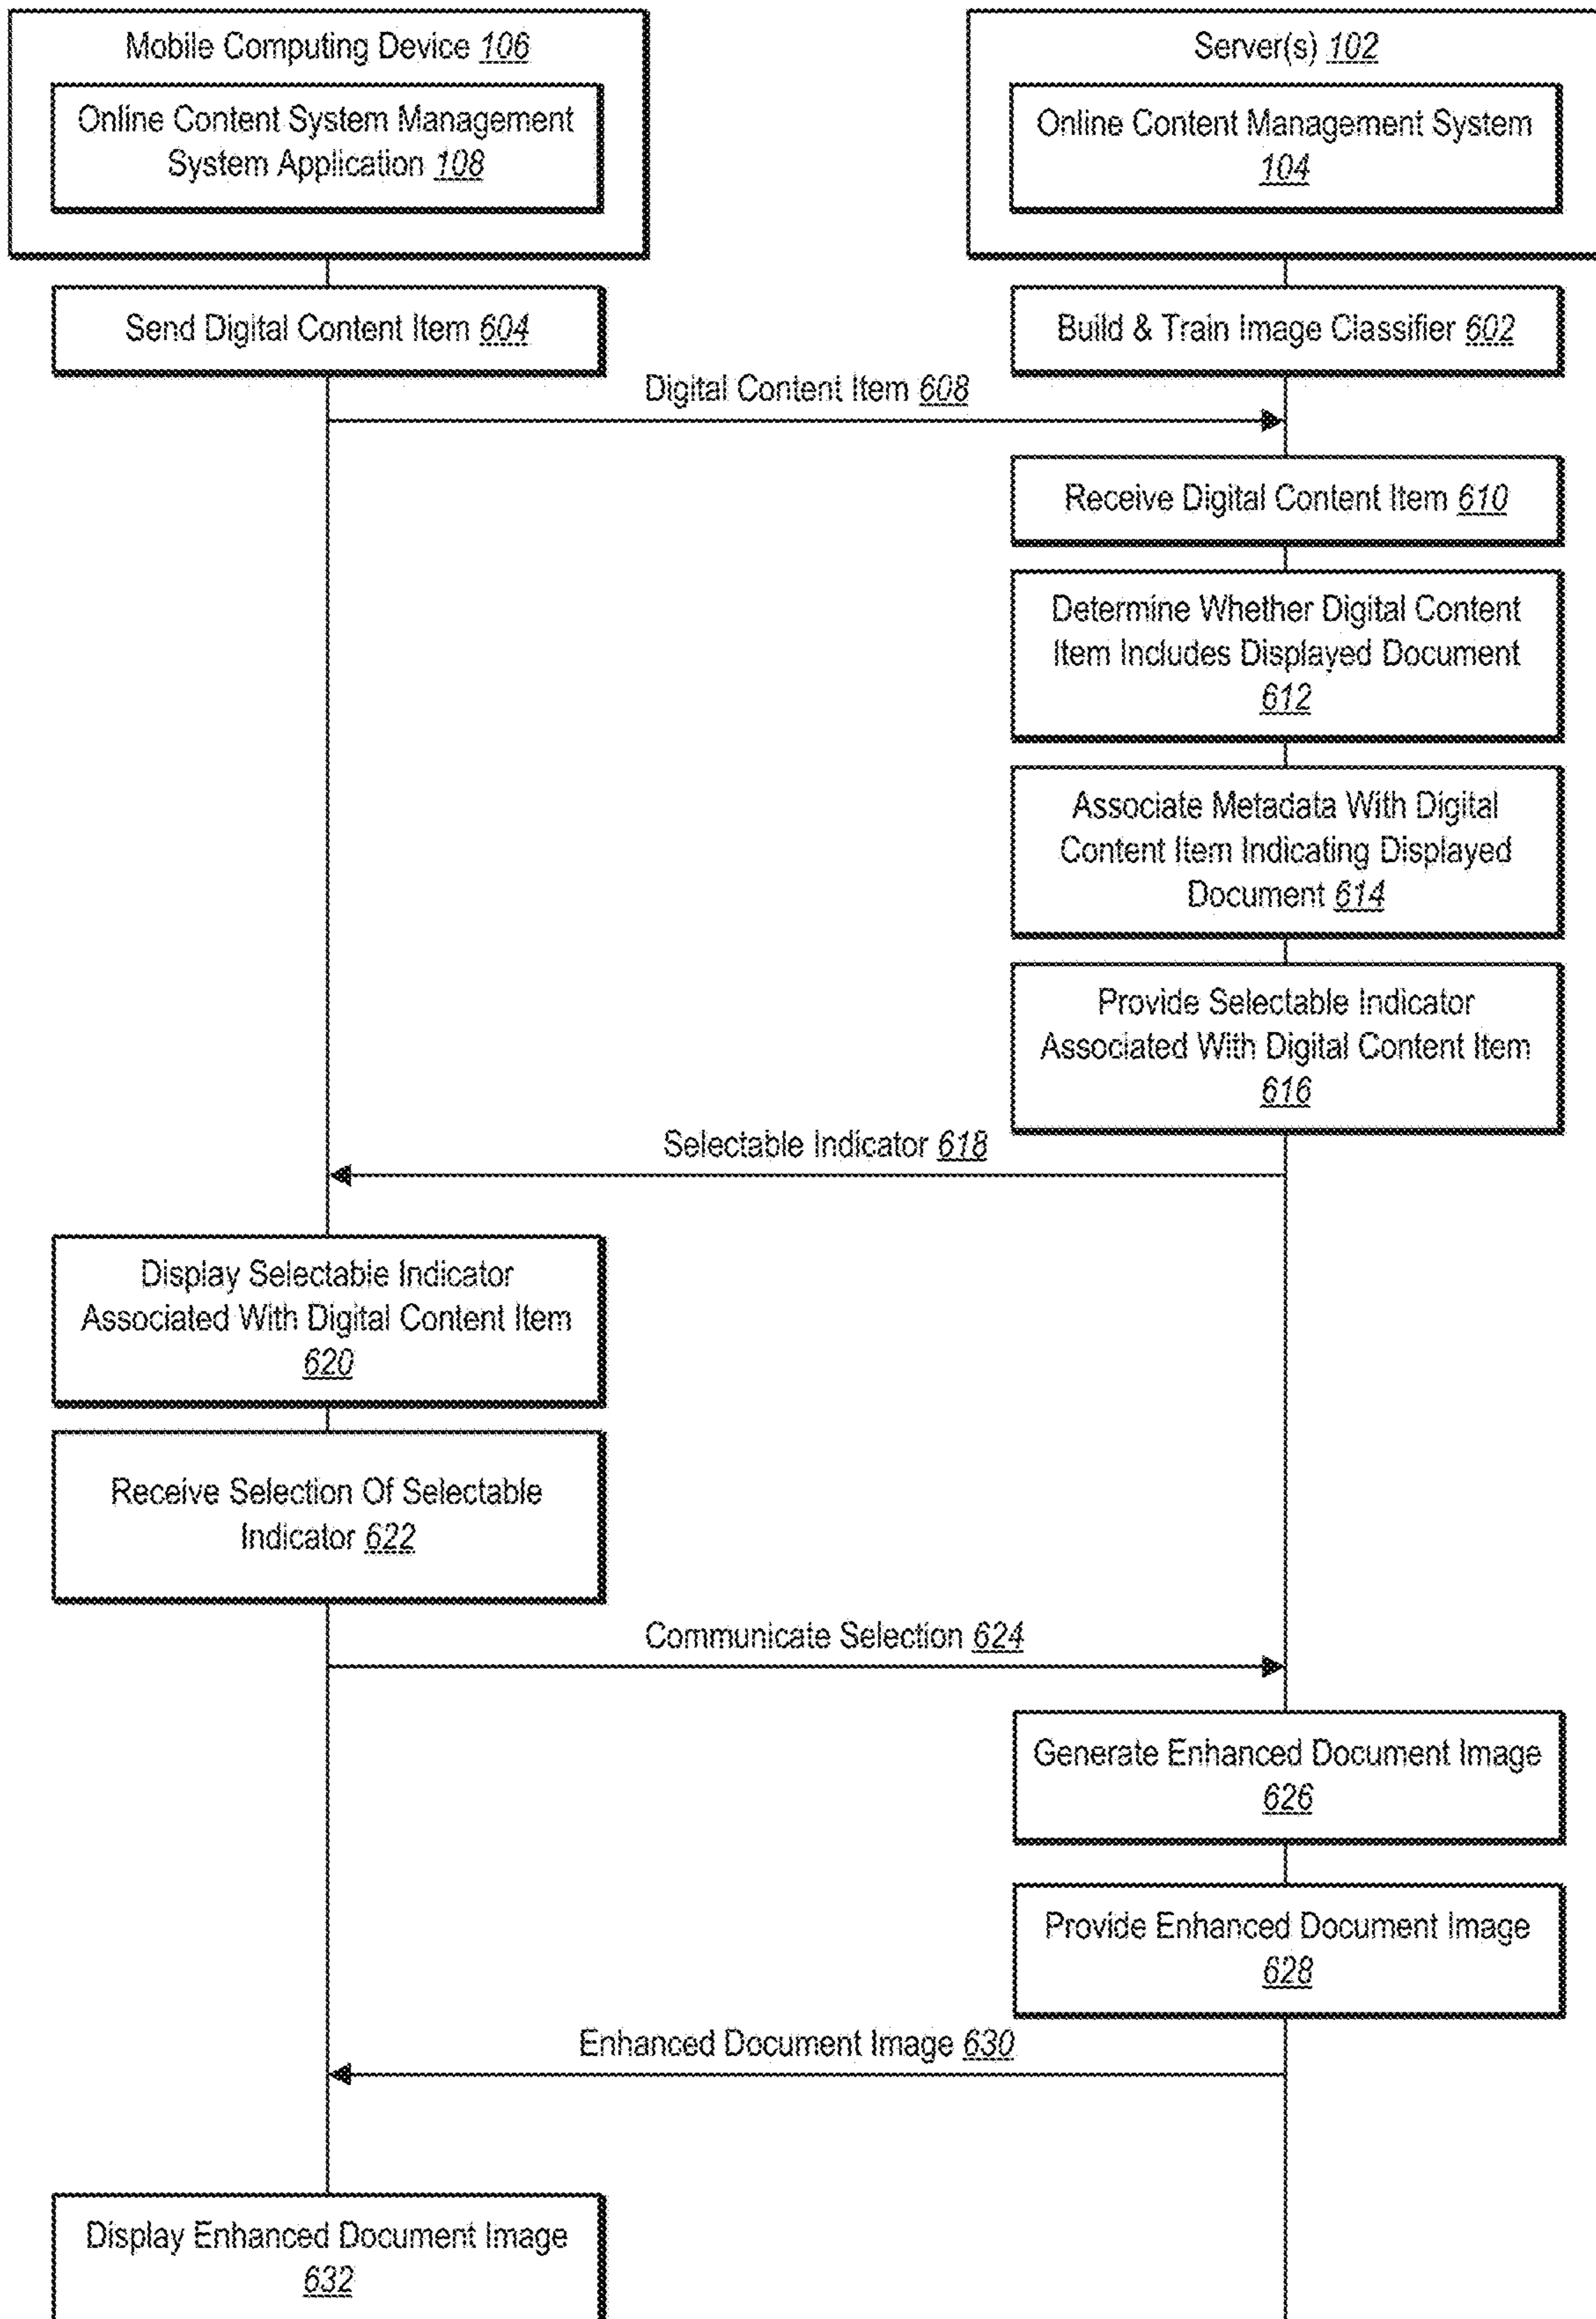 Mobile Computing Device 106
Online Content System Management
System Application 108
Server(s) 102
Online Content Management System
104
Send Digital Content Item 604
Build & Train Image Classifier 602
Digital Content Item 608
Receive Digital Content Item 610
Determine Whether Digital Content
Item Includes Displayed Document
612
Associate Metadata With Digital
Content Item Indicating Displayed
Document 614
Provide Selectable Indicator
Associated With Digital Content Item
616
Selectable Indicator 618
Display Selectable Indicator
Associated With Digital Content Item
620
Receive Selection Of Selectable
Indicator 622
Communicate Selection 624
Generate Enhanced Document Image
626
Provide Enhanced Document Image
628
Enhanced Document Image 630
Display Enhanced Document Image
632